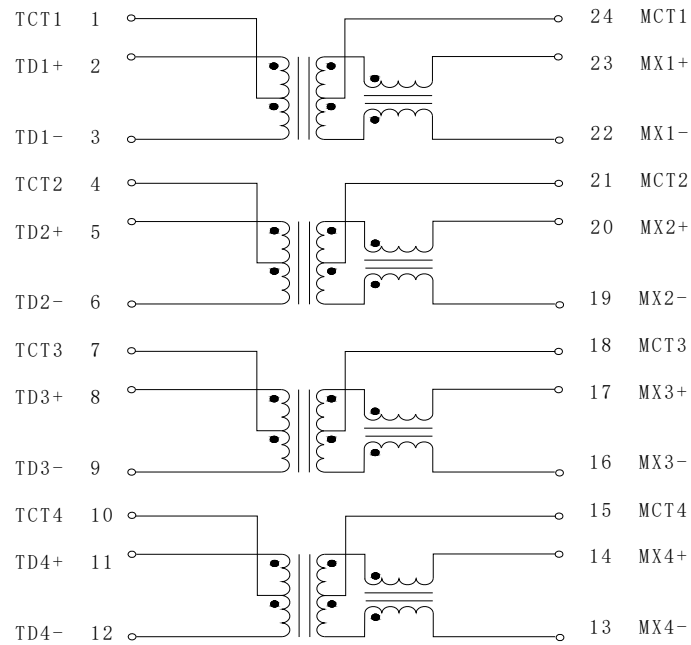 TCT1 1 24 MCT1
TD1+ 2 23 MX1+
TD1- 3 22 MX1-
TCT2 4 21 MCT2
TD2+ 5 20 MX2+
TD2- 6 19 MX2-
TCT3 7 18 MCT3
TD3+ 8 17 MX3+
TD3- 9 16 MX3-
TCT4 10 15 MCT4
TD4+ 11 14 MX4+
TD4- 12 13 MX4-